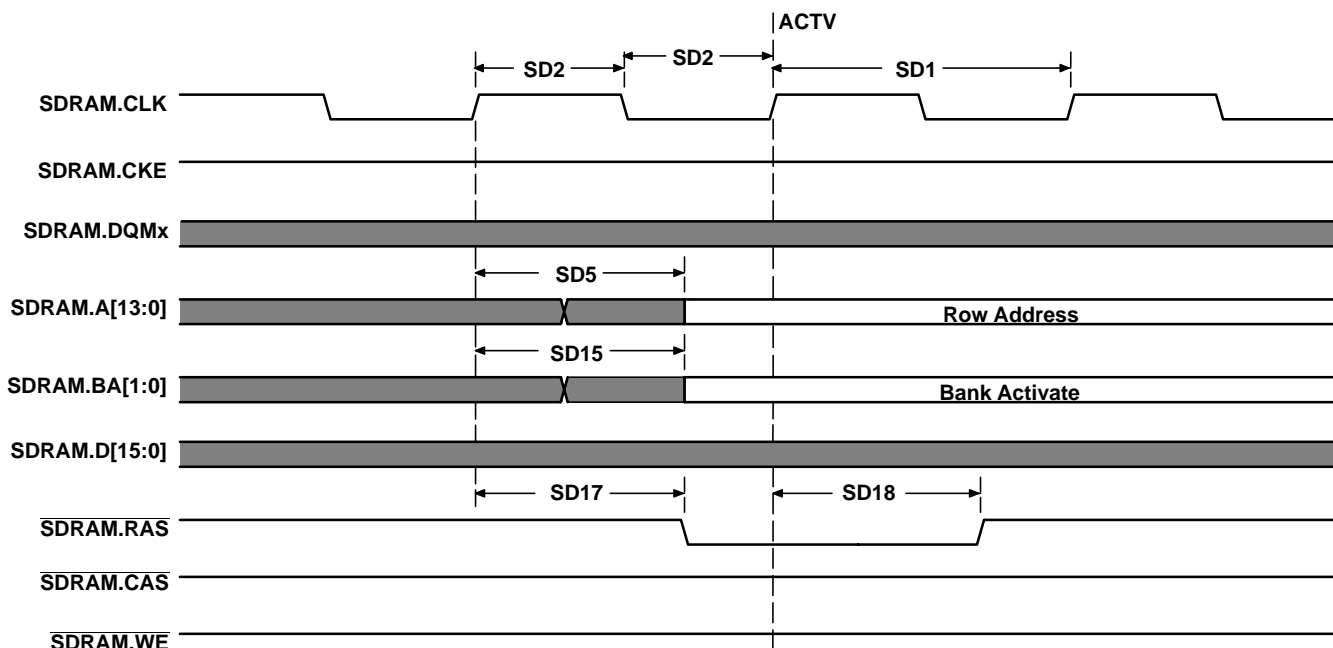 ACTV
SD2
SD2
SD1
SDRAM.CLK
SDRAM.CKE
SDRAM.DQMx
SD5
SDRAM.A[13:0]
Row Address
SD15
SDRAM.BA[1:0]
Bank Activate
SDRAM.D[15:0]
SD17
SD18
SDRAM.RAS
SDRAM.CAS
SDRAM.WE